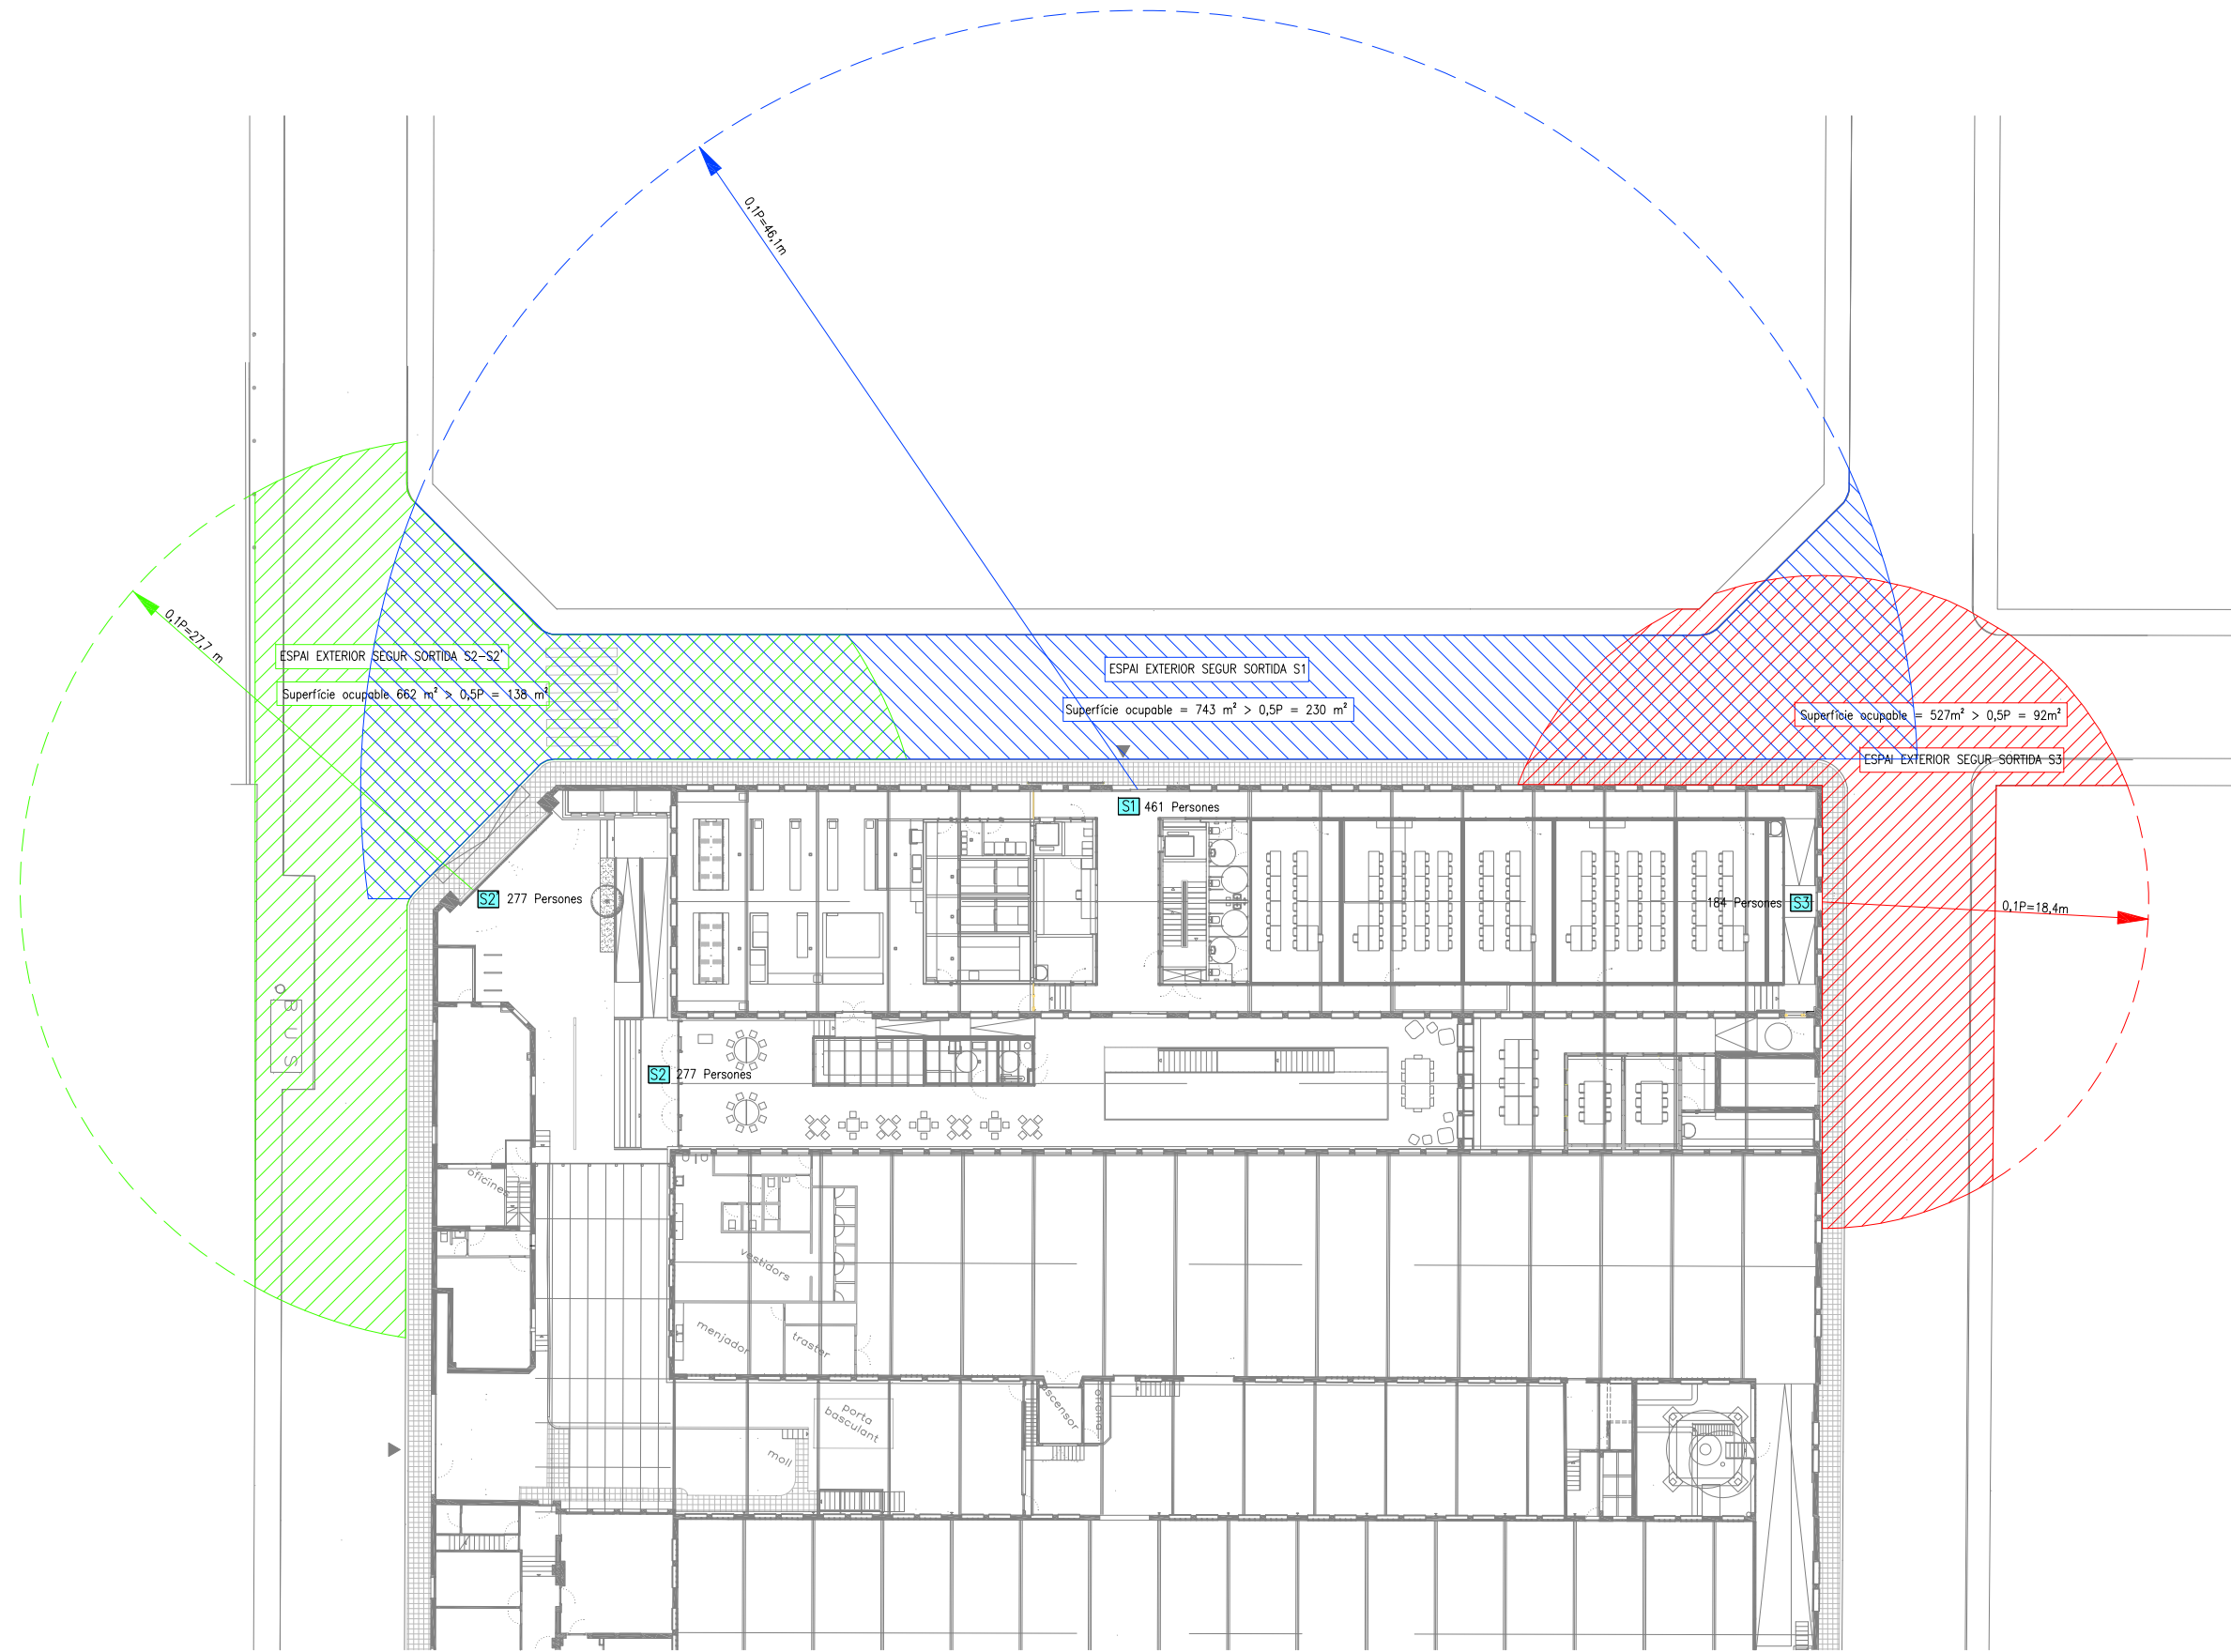 0,1P=46,1m
0,1P=27,7 m
ESPAI EXTERIOR SEGUR SORTIDA S2-S2'
Superfície ocupable 662 m² > 0,5P = 138 m²
ESPAI EXTERIOR SEGUR SORTIDA S1
Superfície ocupable = 743 m² > 0,5P = 230 m²
Superfície ocupable = 527m² > 0,5P = 92m²
ESPAI EXTERIOR SEGUR SORTIDA S3
S1 461 Persones
S2' 277 Persones
184 Persones S3
0,1P=18,4m
BUS
S2 277 Persones
oficines
vestidors
menjador
traster
ascensor
oficina
porta
basculant
moll